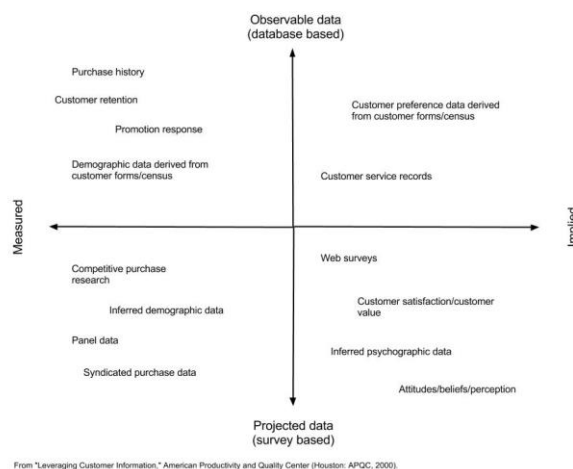 Observable data
(database based)
Purchase history
Customer retention
Promotion response
Demographic data derived from
customer forms/census
Customer preference data derived
from customer forms/census
Customer service records
Measured
Implied
Competitive purchase
research
Inferred demographic data
Panel data
Syndicated purchase data
Web surveys
Customer satisfaction/customer
value
Inferred psychographic data
Attitudes/beliefs/perception
Projected data
(survey based)
From "Leveraging Customer Information," American Productivity and Quality Center (Houston: APQC, 2000).